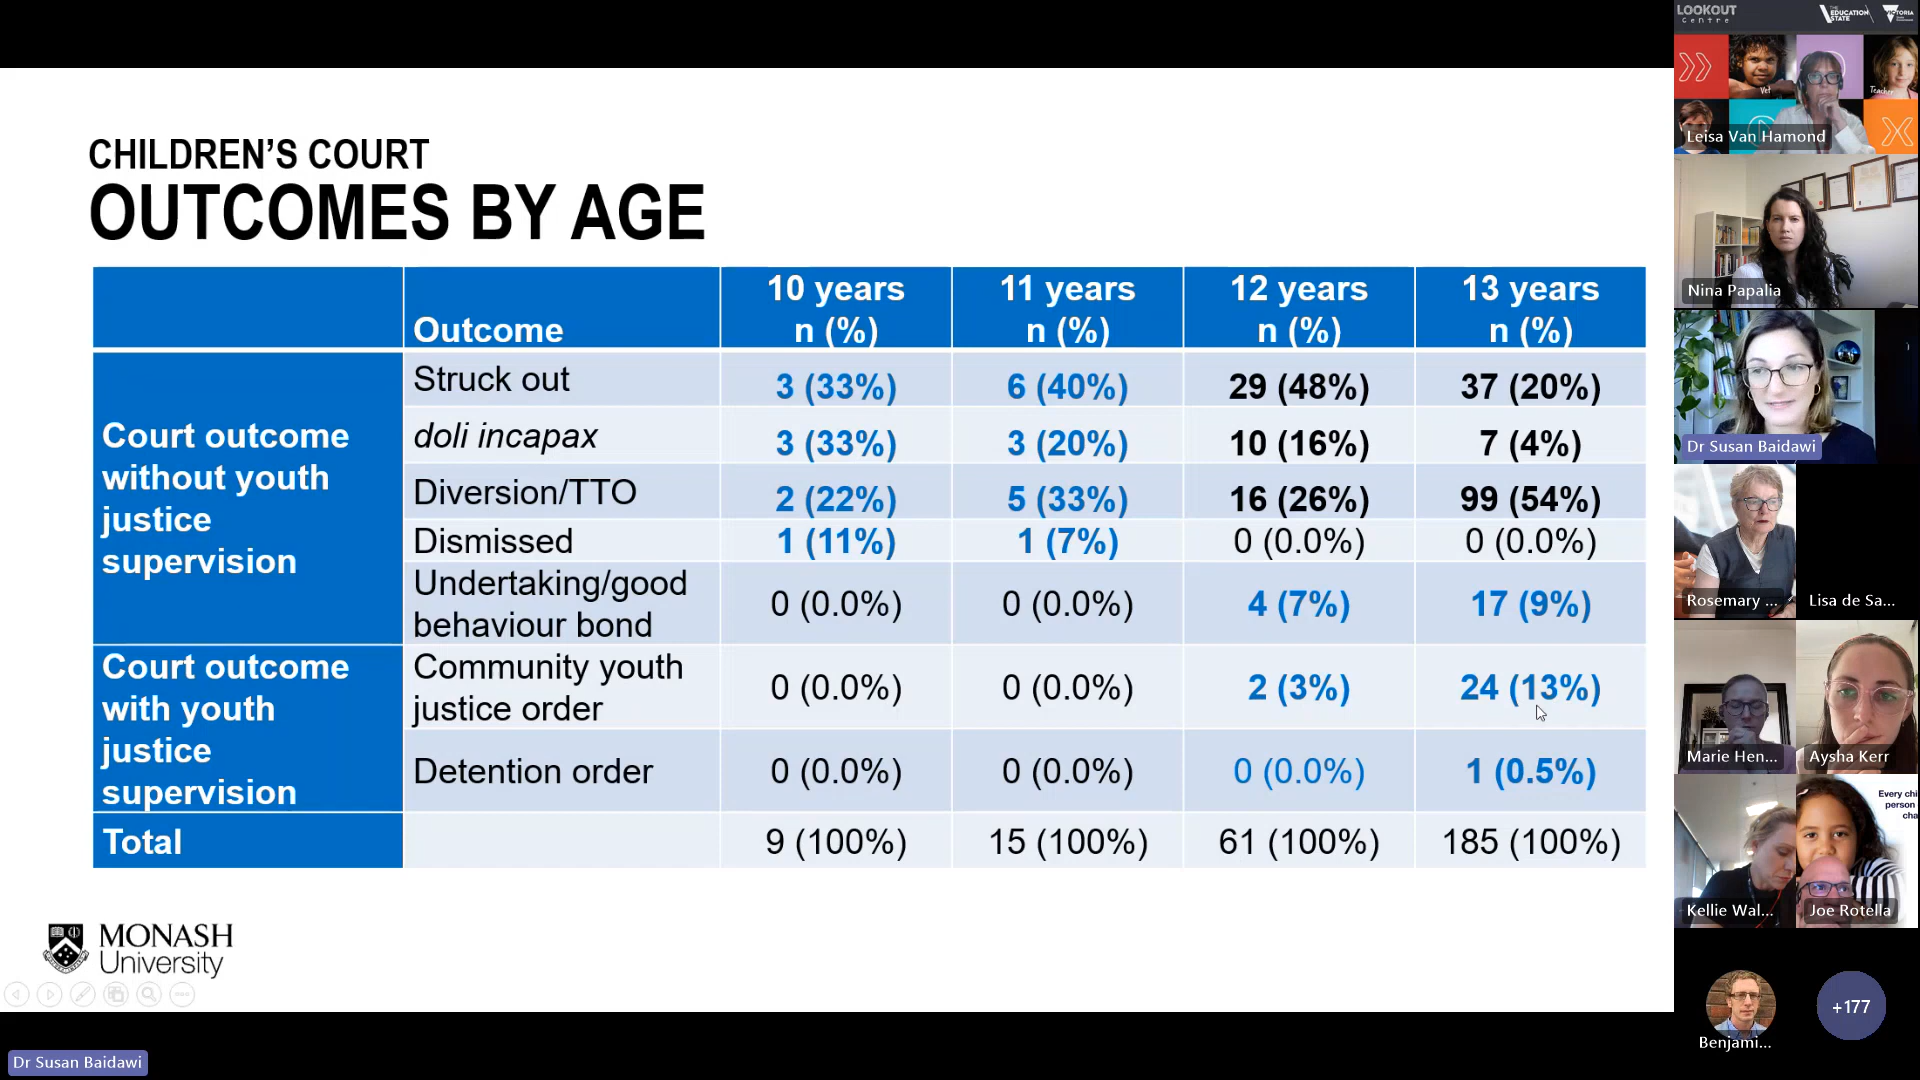 CHILDREN'S COURT
OUTCOMES BY AGE
Outcome
10 years
n (%)
11 years
n (%)
12 years
n (%)
13 years
n (%)
Court outcome
without youth
justice
supervision
Struck out
3 (33%)
6 (40%)
29 (48%)
37 (20%)
doli incapax
3 (33%)
3 (20%)
10 (16%)
7 (4%)
Diversion/TTO
2 (22%)
5 (33%)
16 (26%)
99 (54%)
Dismissed
1 (11%)
1 (7%)
0 (0.0%)
0 (0.0%)
Undertaking/good
behaviour bond
0 (0.0%)
0 (0.0%)
4 (7%)
17 (9%)
Court outcome
with youth
justice
supervision
Community youth
justice order
0 (0.0%)
0 (0.0%)
2 (3%)
24 (13%)
Detention order
0 (0.0%)
0 (0.0%)
0 (0.0%)
1 (0.5%)
Total
9 (100%)
15 (100%)
61 (100%)
185 (100%)
MONASH
University
Dr Susan Baidawi
LOOKOUT
Centre
THE
EDUCATION
STATE
VICTORIA
Vet
Teacher
Leisa Van Hamond
Nina Papalia
Dr Susan Baidawi
Rosemary ...
Lisa de Sa...
Marie Hen...
Aysha Kerr
Every chi
person
cha
Kellie Wal...
Joe Rotella
Benjami...
+177